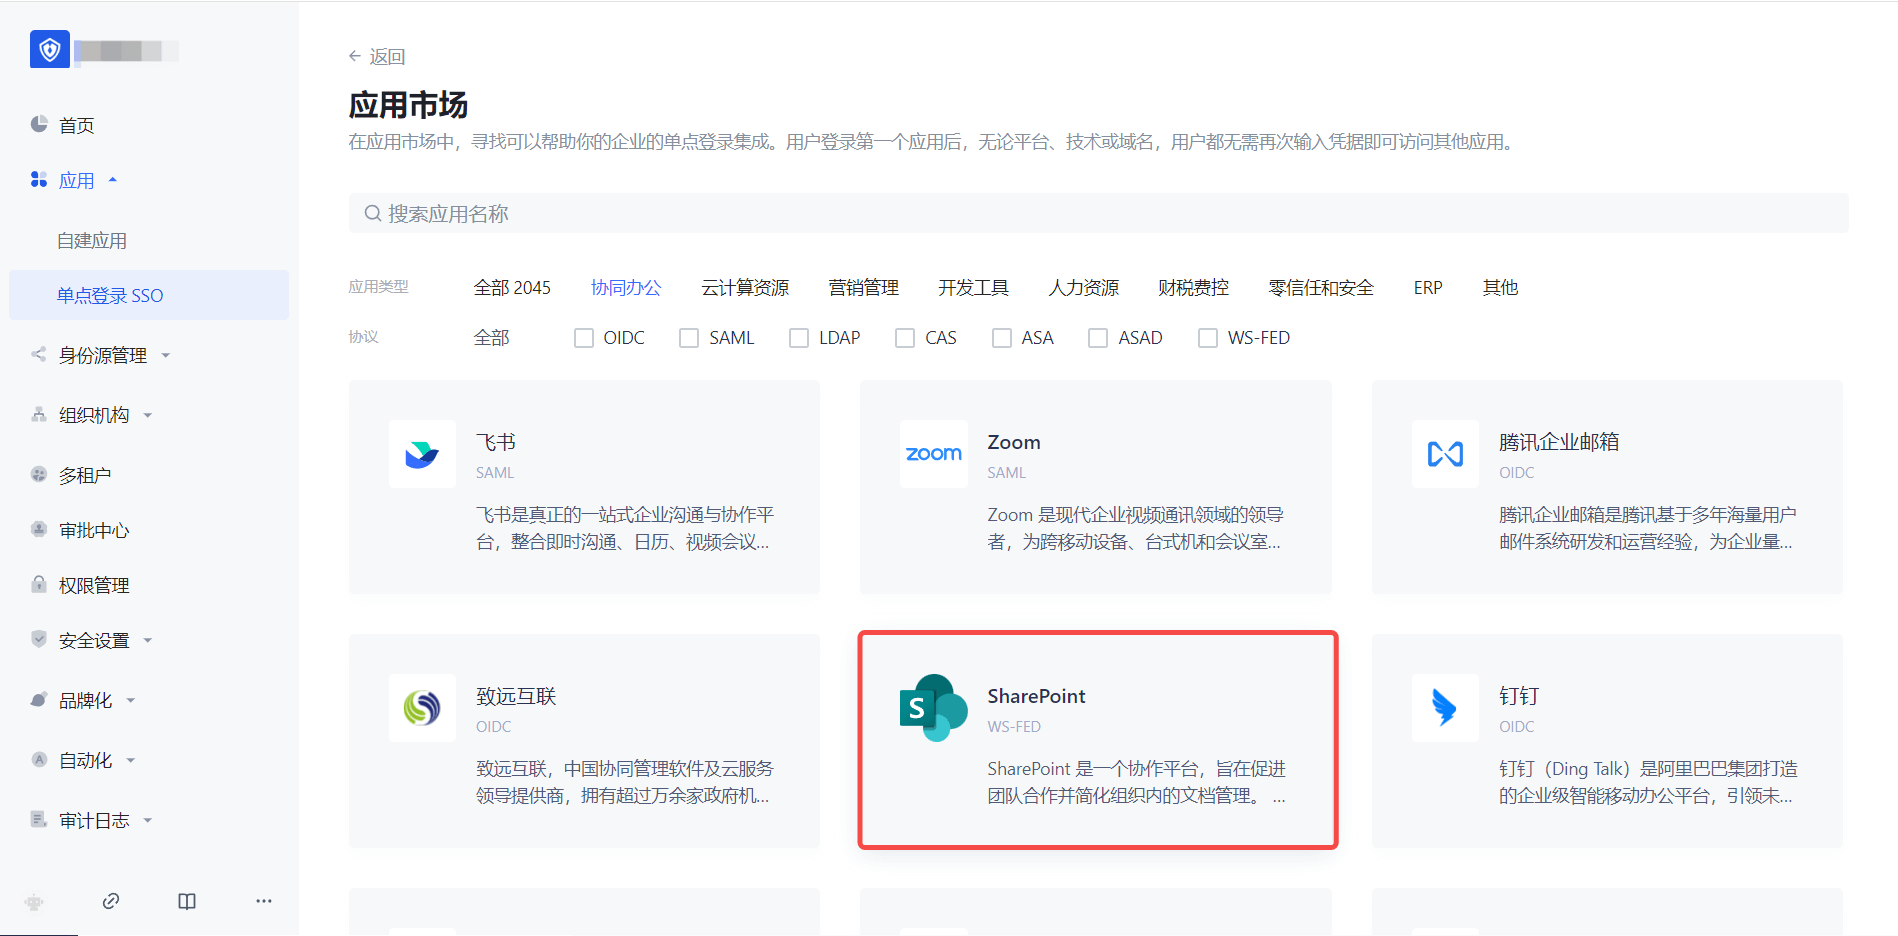 首页
应用
自建应用
单点登录 SSO
身份源管理
组织机构
多租户
审批中心
权限管理
安全设置
品牌化
自动化
审计日志
返回
应用市场
在应用市场中，寻找可以帮助你的企业的单点登录集成。用户登录第一个应用后，无论平台、技术或域名，用户都无需再次输入凭据即可访问其他应用。
搜索应用名称
应用类型 全部 2045 协同办公 云计算资源 营销管理 开发工具 人力资源 财税费控 零信任和安全 ERP 其他
协议 全部 OIDC SAML LDAP CAS ASA ASAD WS-FED
飞书
SAML
飞书是真正的一站式企业沟通与协作平
台，整合即时沟通、日历、视频会议...
zoom
Zoom
SAML
Zoom 是现代企业视频通讯领域的领导
者，为跨移动设备、台式机和会议室...
腾讯企业邮箱
OIDC
腾讯企业邮箱是腾讯基于多年海量用户
邮件系统研发和运营经验，为企业量...
致远互联
OIDC
致远互联，中国协同管理软件及云服务
领导提供商，拥有超过万余家政府机...
S
SharePoint
WS-FED
SharePoint 是一个协作平台，旨在促进
团队合作并简化组织内的文档管理。 ...
钉钉
OIDC
钉钉（Ding Talk）是阿里巴巴集团打造
的企业级智能移动办公平台，引领未...